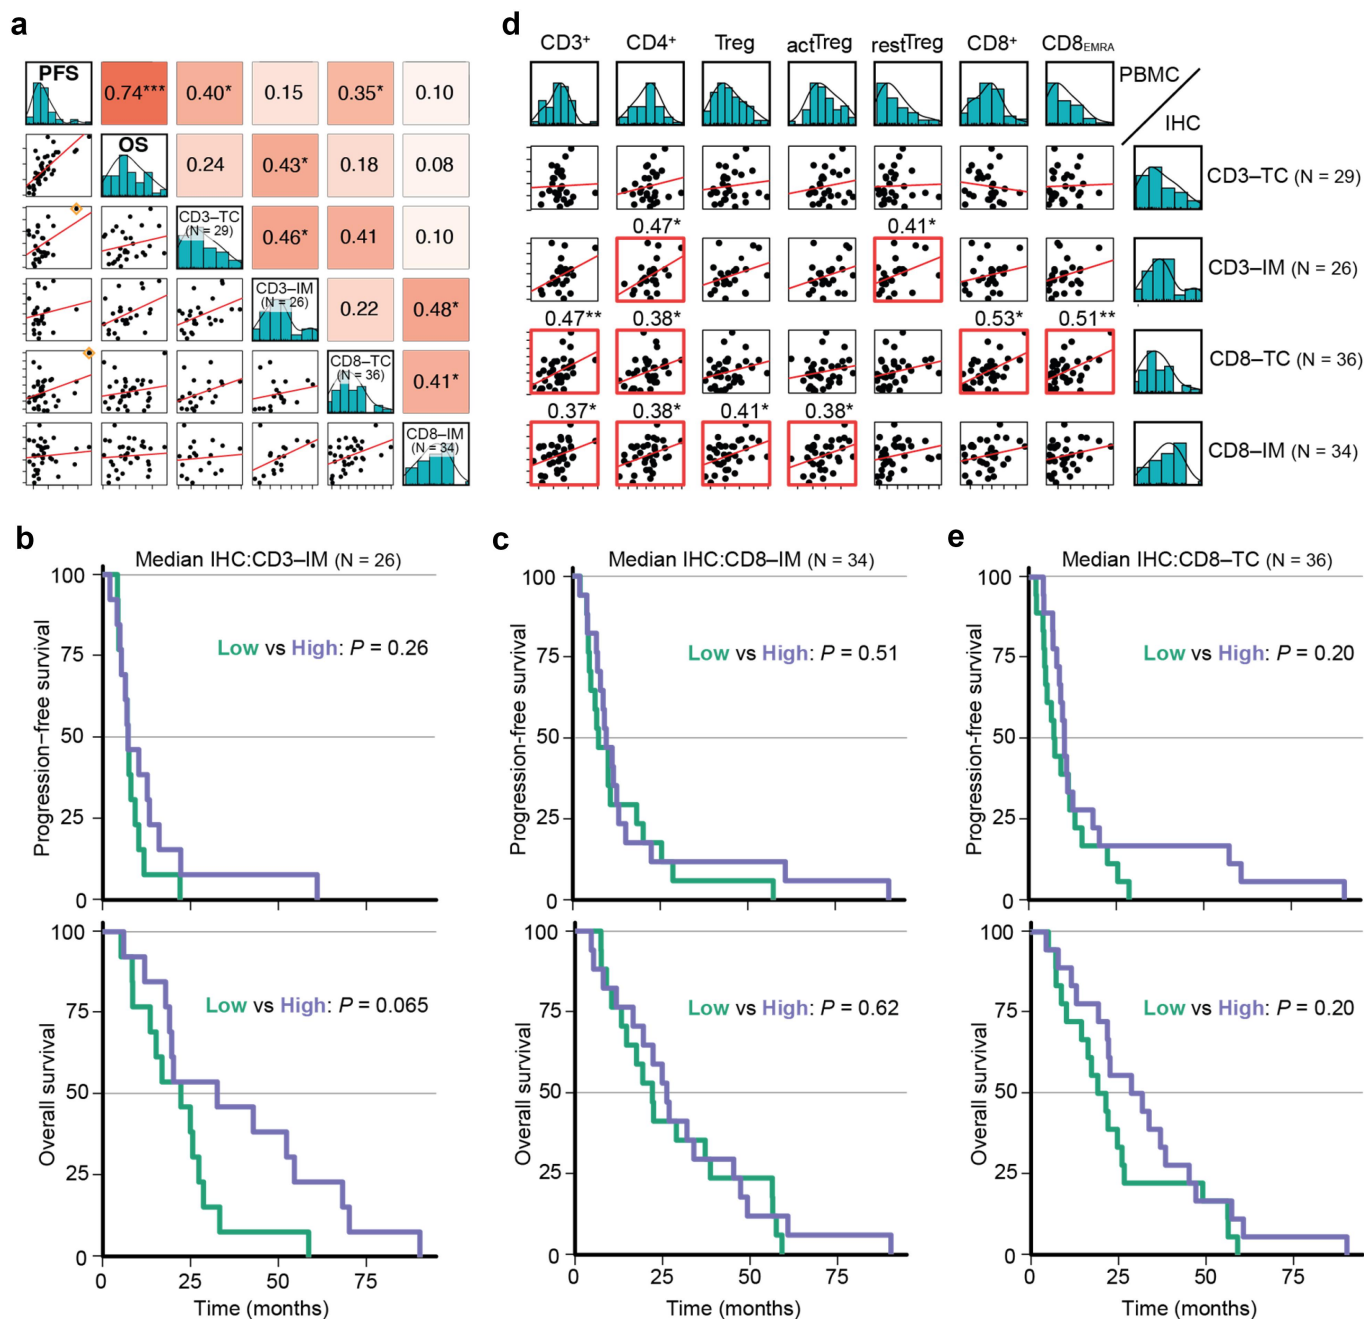 a
PFS
0.74***
0.40*
0.15
0.35*
0.10
OS
0.24
0.43*
0.18
0.08
CD3–TC
(N = 29)
0.46*
0.41
0.10
CD3–IM
(N = 26)
0.22
0.48*
CD8–TC
(N = 36)
0.41*
CD8–IM
(N = 34)
d
CD3+
CD4+
Treg
actTreg
restTreg
CD8+
CD8EMRA
PBMC
IHC
CD3–TC (N = 29)
0.47*
0.41*
CD3–IM (N = 26)
0.47**
0.38*
0.53*
0.51**
CD8–TC (N = 36)
0.37*
0.38*
0.41*
0.38*
CD8–IM (N = 34)
b
Median IHC:CD3–IM (N = 26)
100
75
50
25
0
Progression–free survival
Low vs High: P = 0.26
100
75
50
25
0
Overall survival
Low vs High: P = 0.065
0
25
50
75
Time (months)
c
Median IHC:CD8–IM (N = 34)
100
75
50
25
0
Progression-free survival
Low vs High: P = 0.51
100
75
50
25
0
Overall survival
Low vs High: P = 0.62
0
25
50
75
Time (months)
e
Median IHC:CD8–TC (N = 36)
100
75
50
25
0
Progression-free survival
Low vs High: P = 0.20
100
75
50
25
0
Overall survival
Low vs High: P = 0.20
0
25
50
75
Time (months)